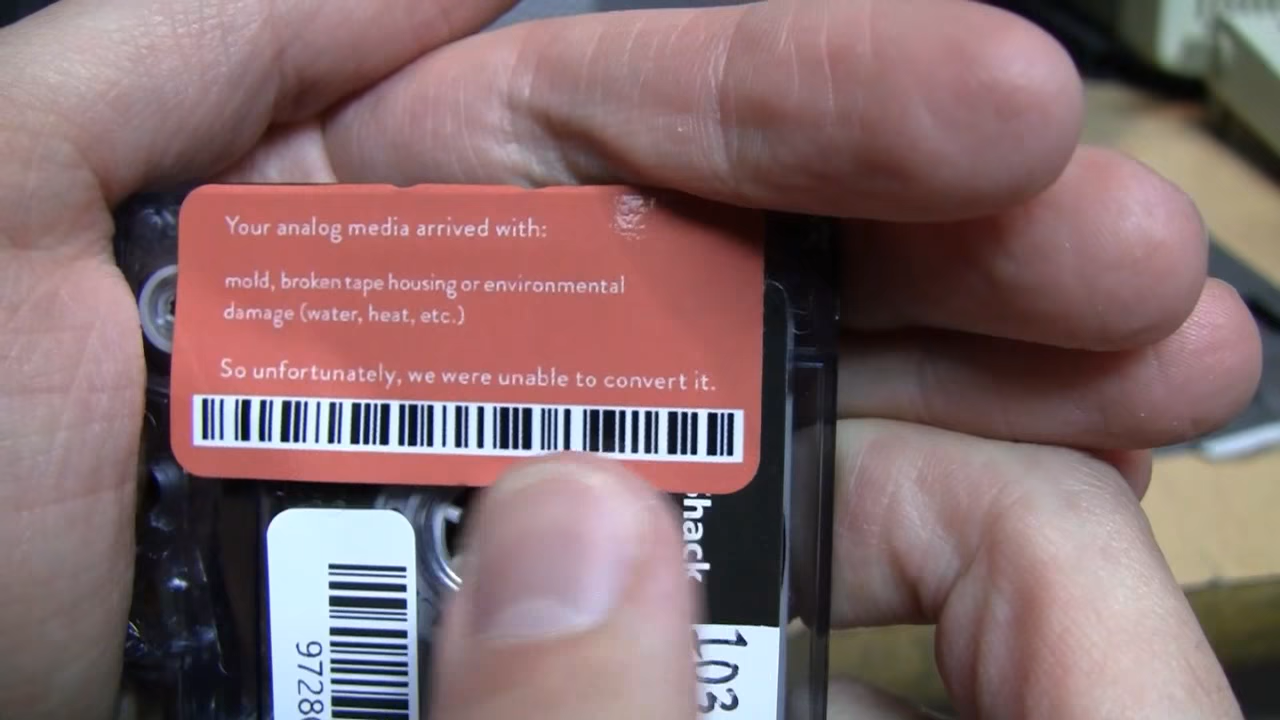 Your analog media arrived with:
mold, broken tape housing or environmental
damage (water, heat, etc.)
So unfortunately, we were unable to convert it.
hack
103
9728